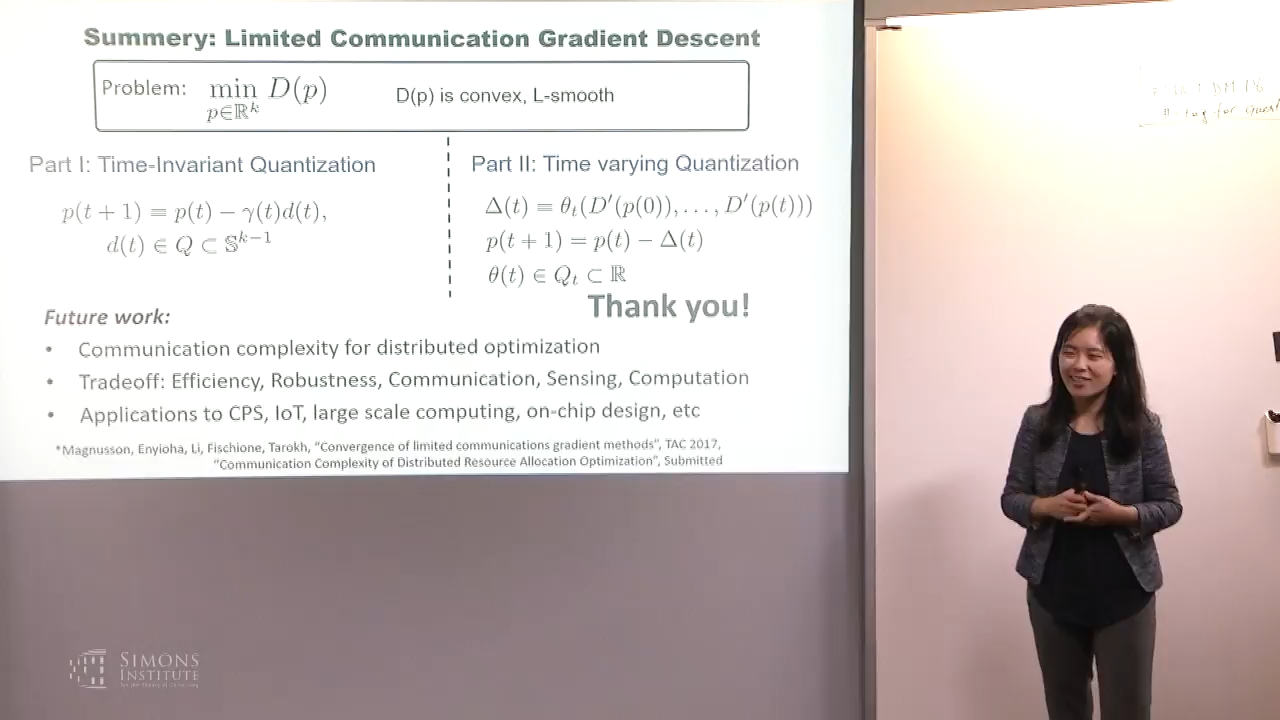 Summery: Limited Communication Gradient Descent
Problem: min D(p) D(p) is convex, L-smooth
p∈ℝ^k
Part I: Time-Invariant Quantization
p(t + 1) = p(t) − γ(t)d(t),
d(t) ∈ Q ⊂ 𝕊^{k−1}
Part II: Time varying Quantization
Δ(t) = θ_t(D′(p(0)), . . . , D′(p(t)))
p(t + 1) = p(t) − Δ(t)
θ(t) ∈ Q_t ⊂ ℝ
Thank you!
Future work:
• Communication complexity for distributed optimization
• Tradeoff: Efficiency, Robustness, Communication, Sensing, Computation
• Applications to CPS, IoT, large scale computing, on-chip design, etc
*Magnusson, Enyioha, Li, Fischione, Tarokh, "Convergence of limited communications gradient methods", TAC 2017,
"Communication Complexity of Distributed Resource Allocation Optimization", Submitted
SIMONS
INSTITUTE